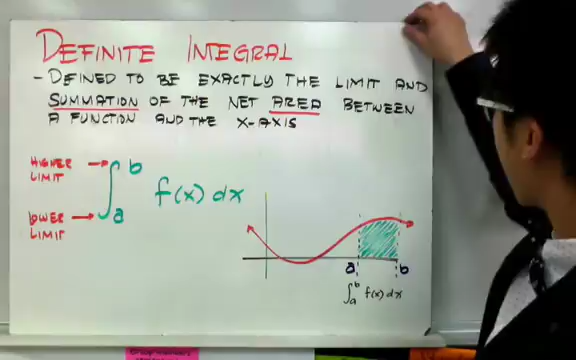 DEFINITE INTEGRAL
- DEFINED TO BE EXACTLY THE LIMIT AND
SUMMATION OF THE NET AREA BETWEEN
A FUNCTION AND THE X-AXIS
HIGHER LIMIT → ∫ b
f(x) dx
LOWER LIMIT → a
a b
∫ₐᵇ f(x) dx